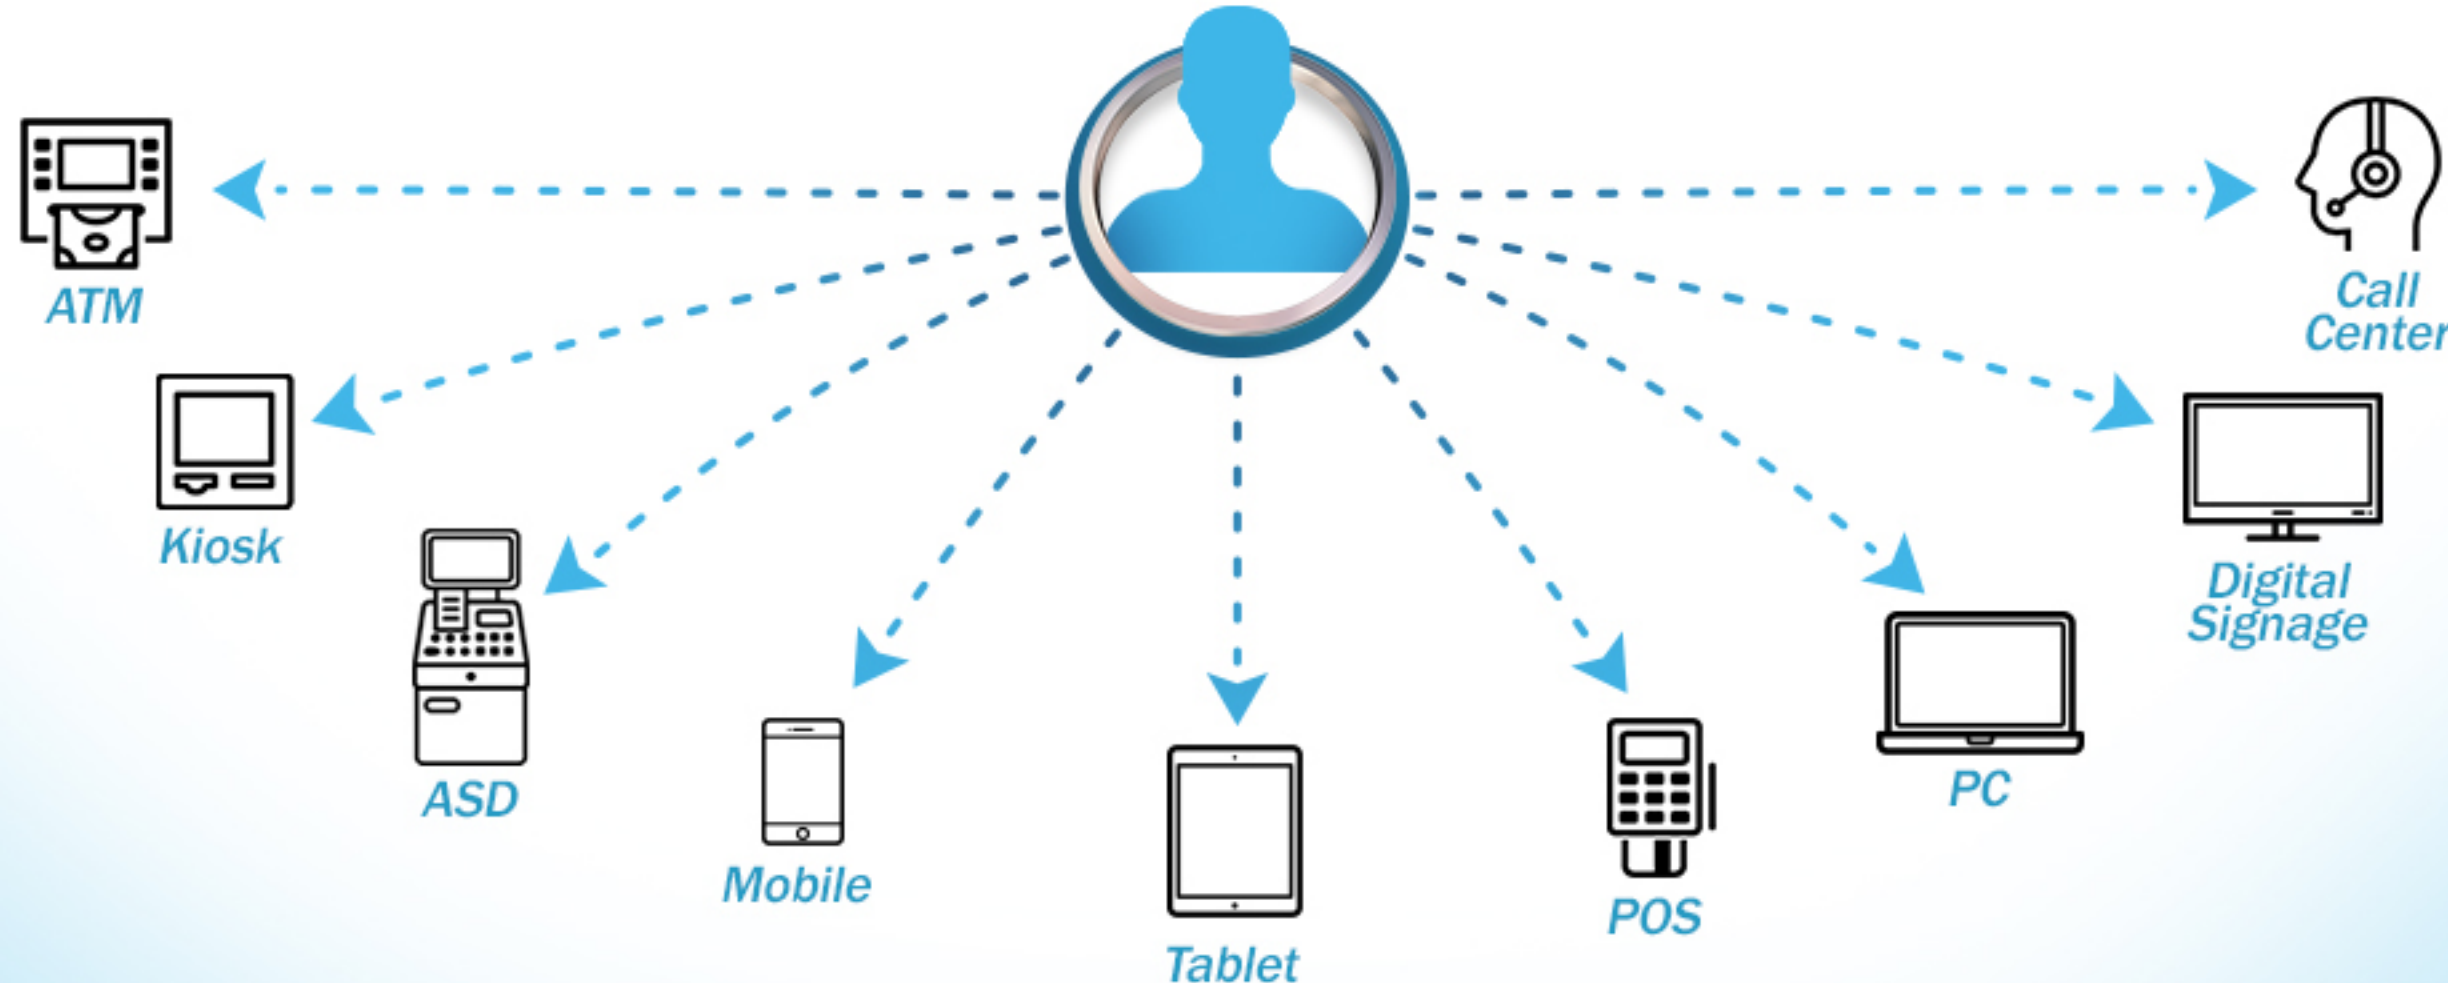 ATM
Kiosk
ASD
Mobile
Tablet
POS
PC
Digital
Signage
Call
Center